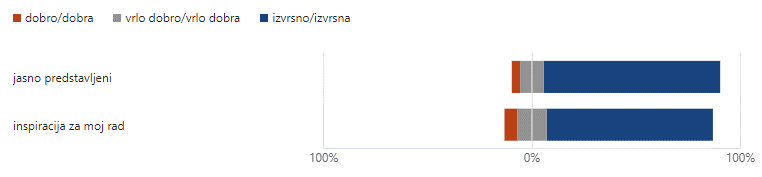 dobro/dobra vrlo dobro/vrlo dobra izvrsno/izvrsna
jasno predstavljeni
inspiracija za moj rad
100% 0% 100%